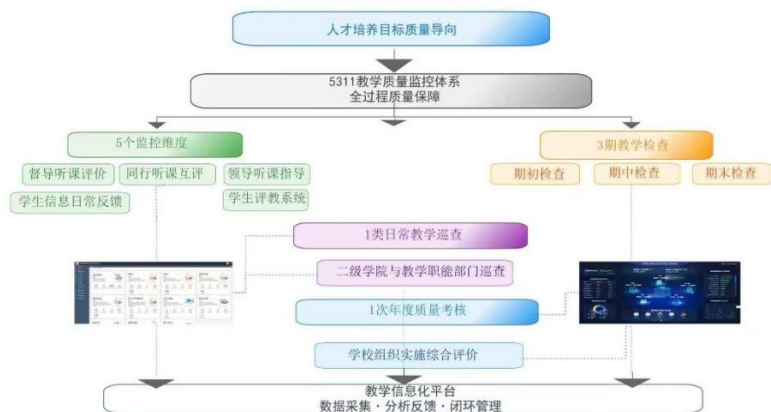 人才培养目标质量导向
5311教学质量监控体系
全过程质量保障
5个监控维度
3期教学检查
督导听课评价
同行听课互评
领导听课指导
期初检查
期中检查
期末检查
学生信息日常反馈
学生评教系统
1类日常教学巡查
二级学院与教学职能部门巡查
1次年度质量考核
学校组织实施综合评价
教学信息化平台
数据采集·分析反馈·闭环管理